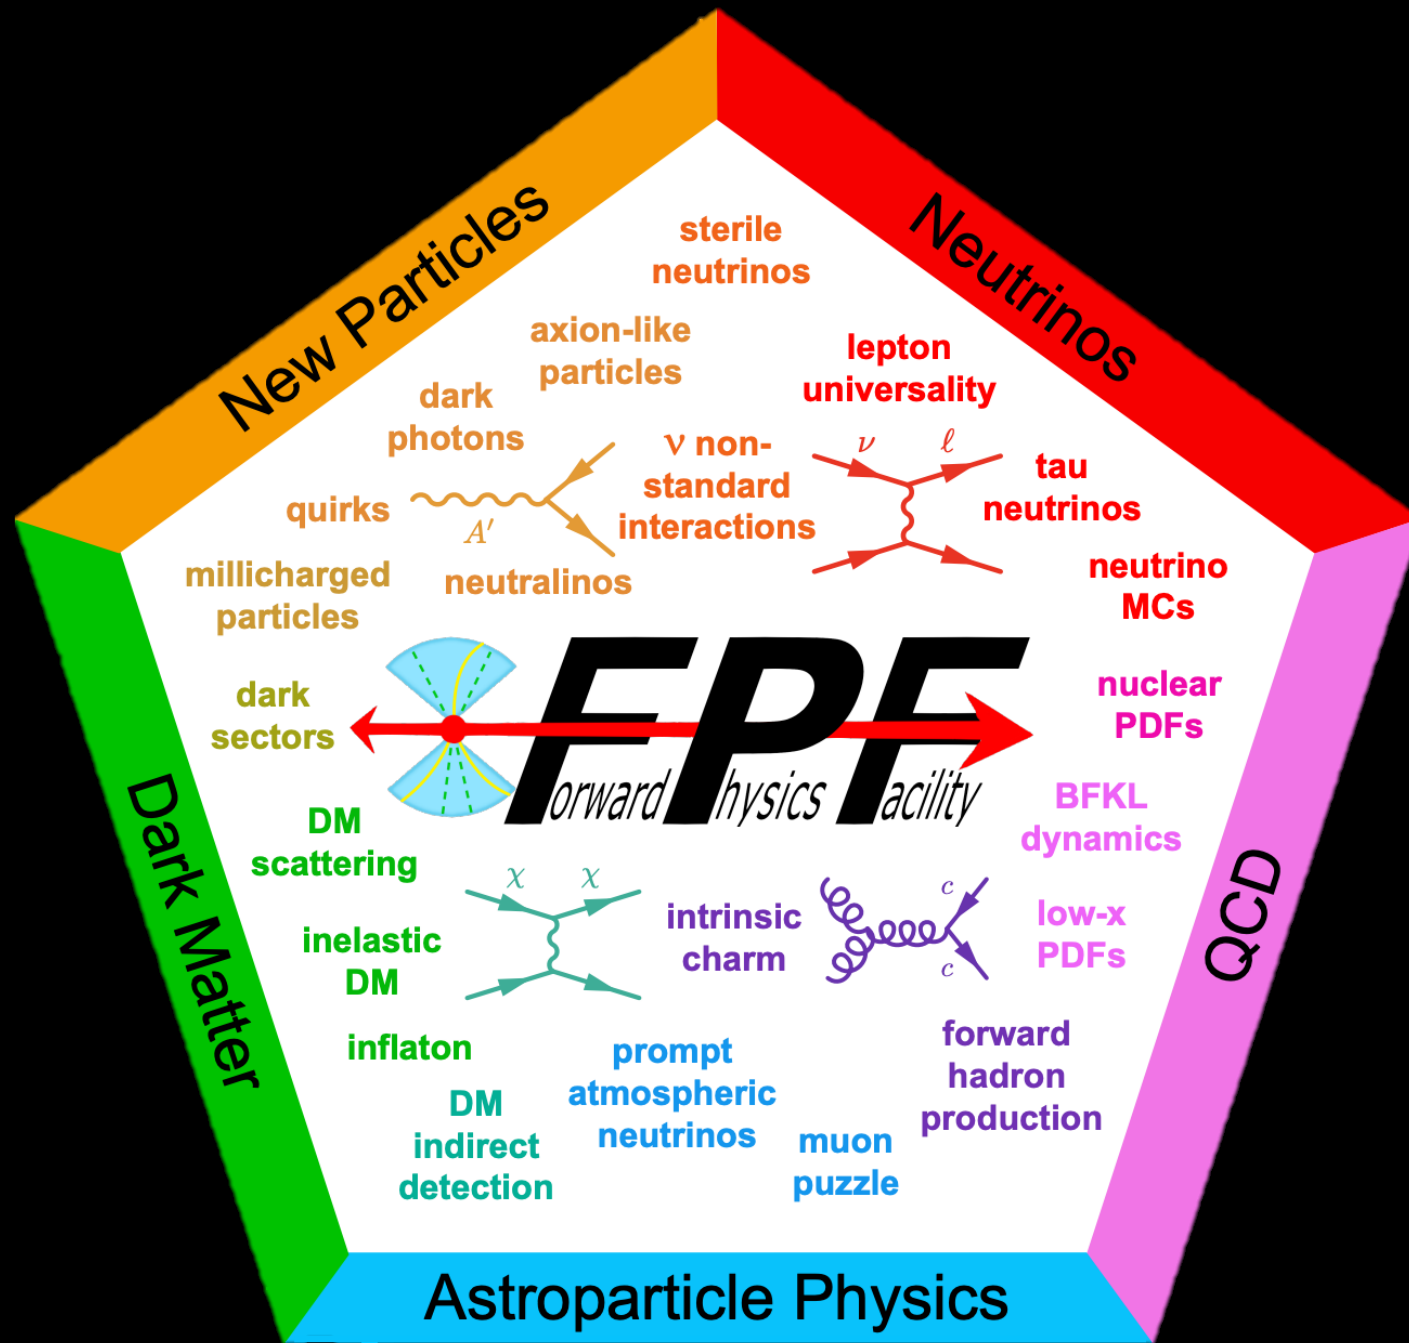 New Particles
Neutrinos
sterile
neutrinos
axion-like
particles
lepton
universality
dark
photons
ν non-
standard
interactions
ν
ℓ
tau
neutrinos
quirks
A′
neutralinos
millicharged
particles
neutrino
MCs
dark
sectors
Forward Physics Facility
nuclear
PDFs
BFKL
dynamics
DM
scattering
χ
χ
intrinsic
charm
c
c
low-x
PDFs
inelastic
DM
inflaton
prompt
atmospheric
neutrinos
forward
hadron
production
DM
indirect
detection
muon
puzzle
Dark Matter
QCD
Astroparticle Physics